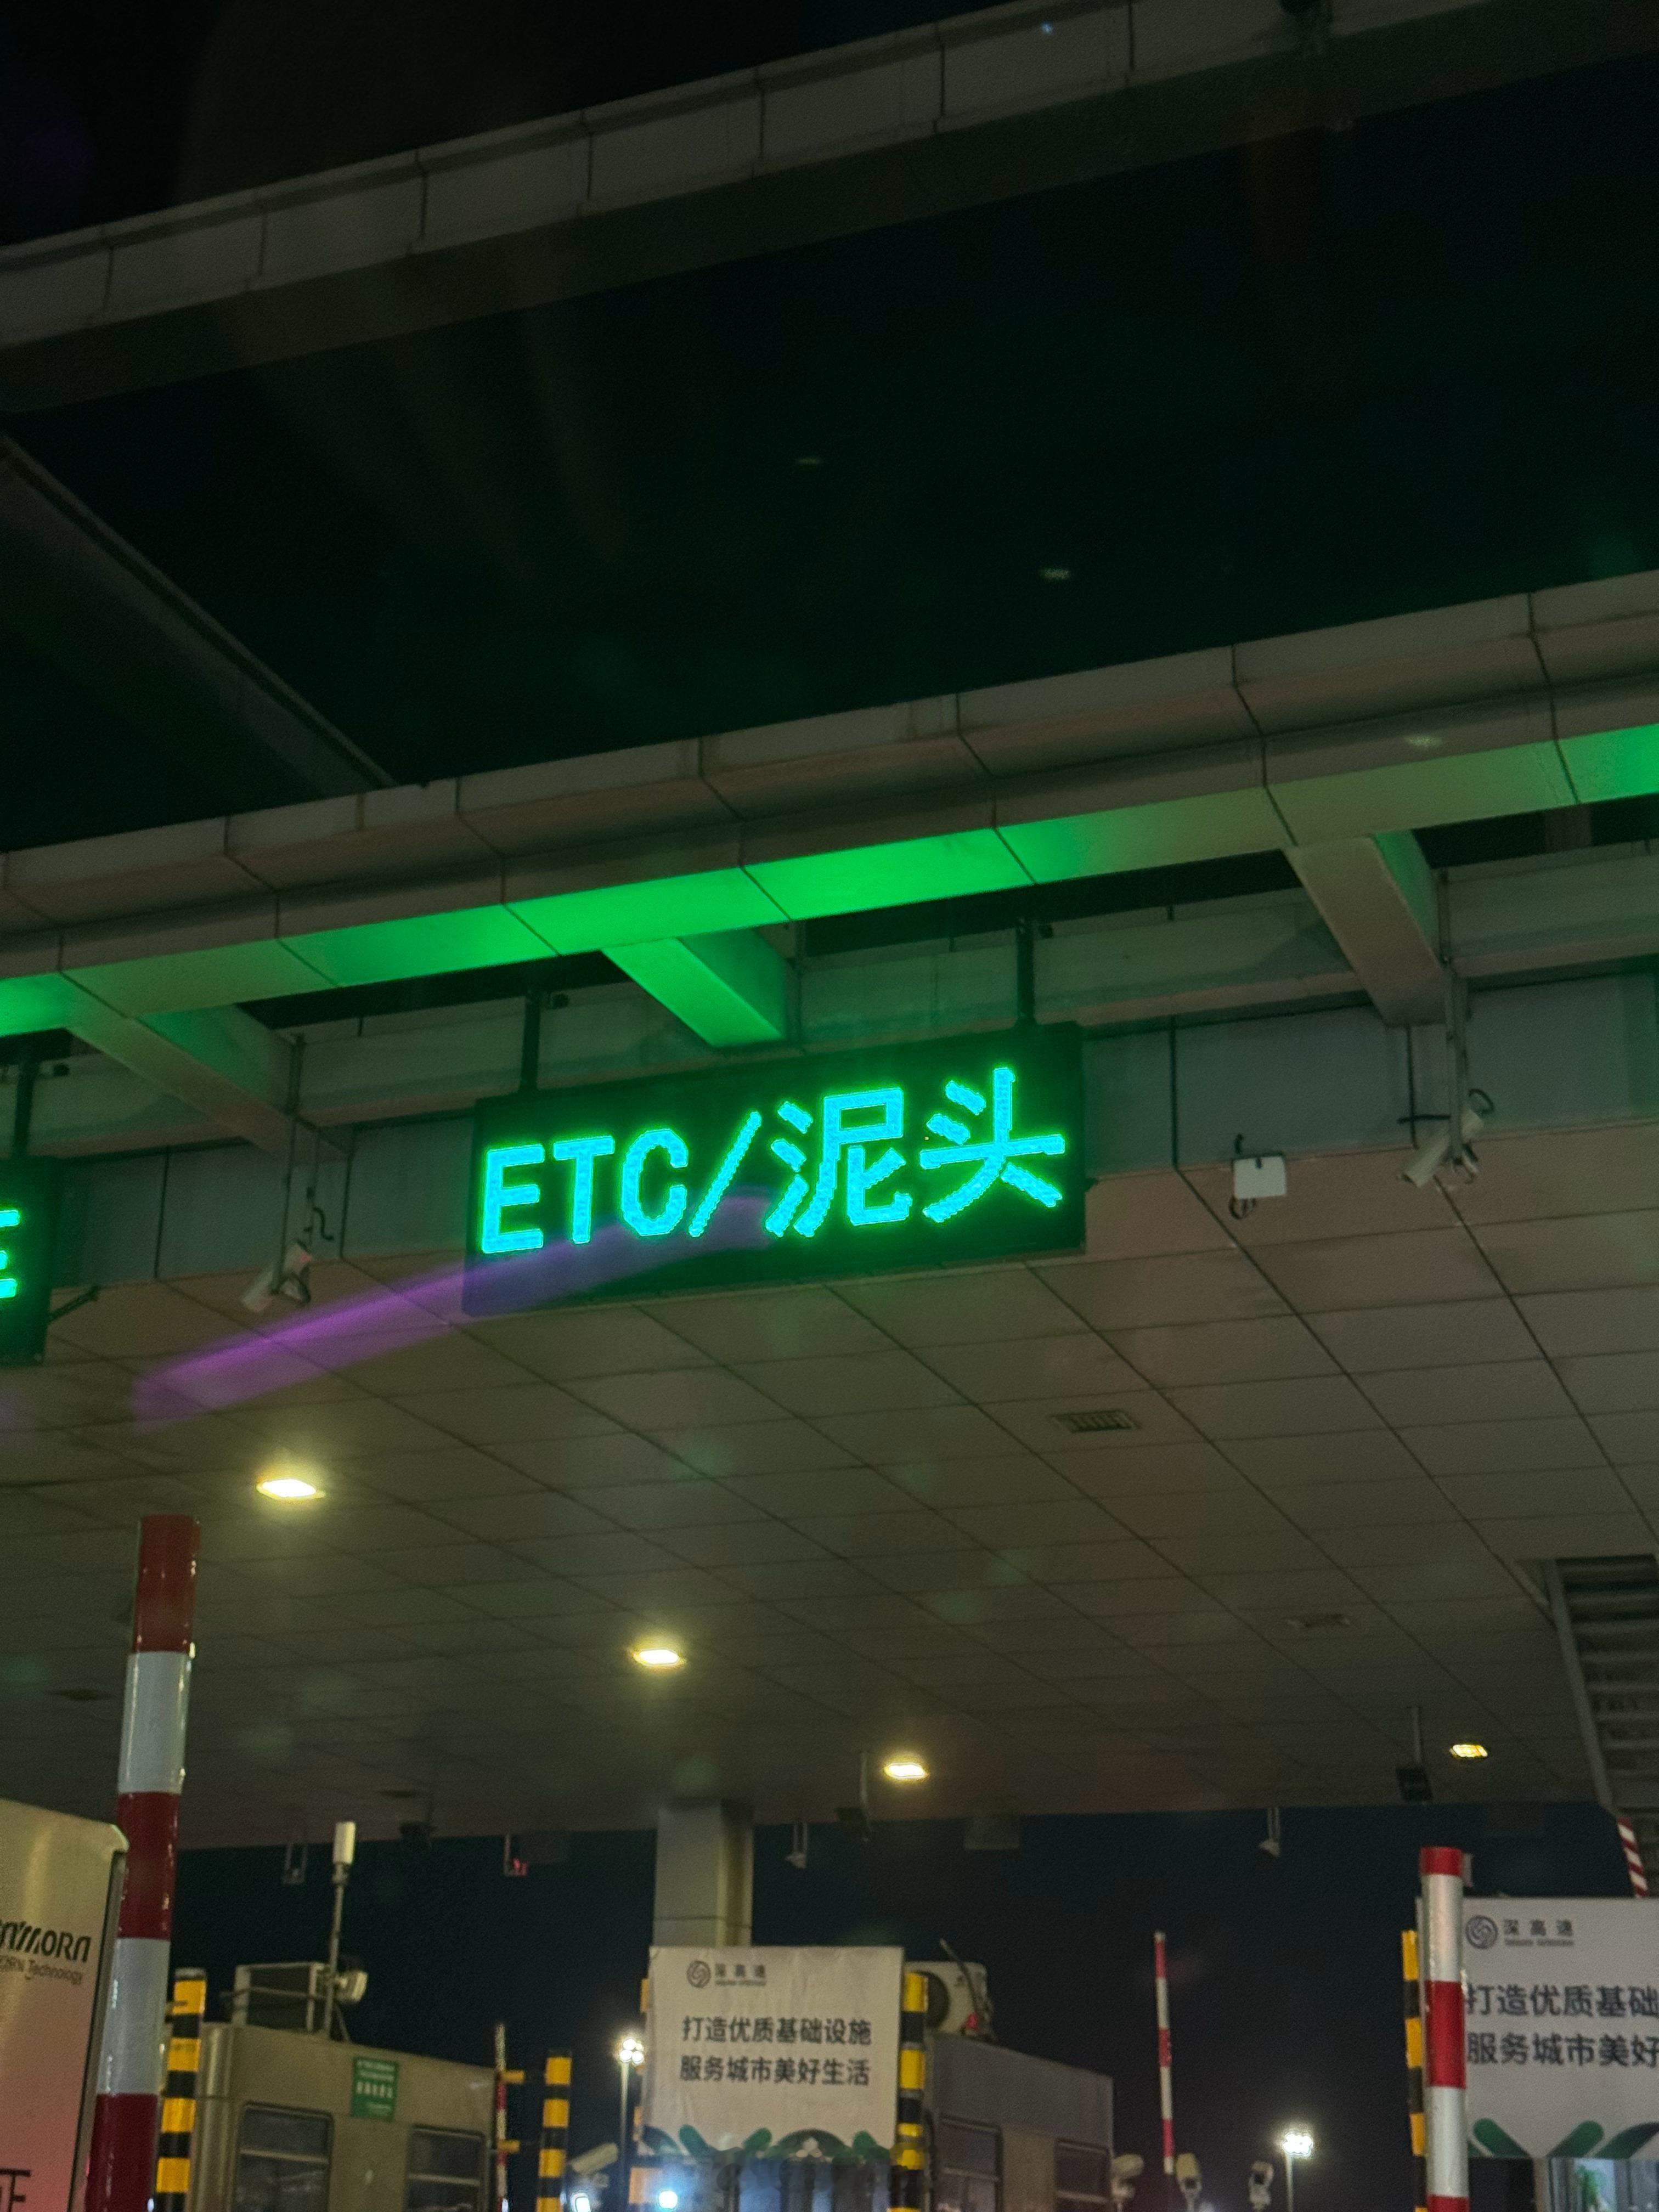 ETC/泥头
深高速
打造优质基础设施
服务城市美好生活
深高速
打造优质基础
服务城市美好
Technology